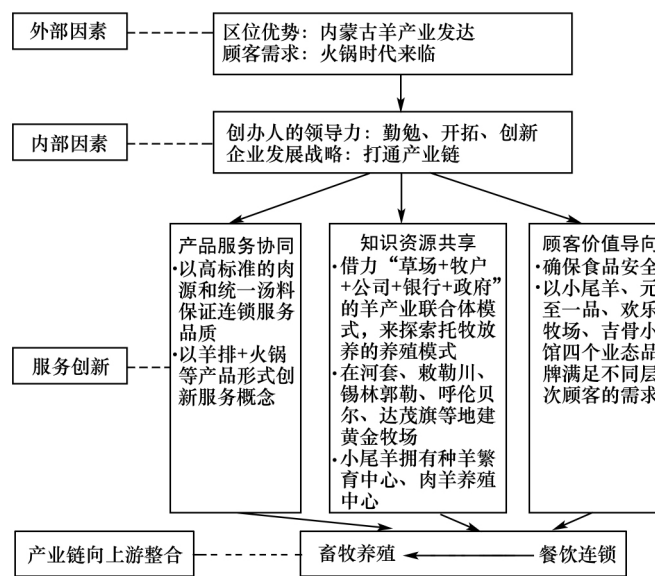 外部因素
区位优势：内蒙古羊产业发达
顾客需求：火锅时代来临
内部因素
创办人的领导力：勤勉、开拓、创新
企业发展战略：打通产业链
服务创新
产品服务协同
·以高标准的肉
源和统一汤料
保证连锁服务
品质
·以羊排+火锅
等产品形式创
新服务概念
知识资源共享
·借力“草场+牧户
+公司+银行+政府”
的羊产业联合体模
式，来探索托牧放
养的养殖模式
·在河套、敕勒川、
锡林郭勒、呼伦贝
尔、达茂旗等地建
黄金牧场
·小尾羊拥有种羊繁
育中心、肉羊养殖
中心
顾客价值导向
·确保食品安全
·以小尾羊、元
至一品、欢乐
牧场、吉骨小
馆四个业态品
牌满足不同层
次顾客的需求
产业链向上游整合
畜牧养殖
餐饮连锁